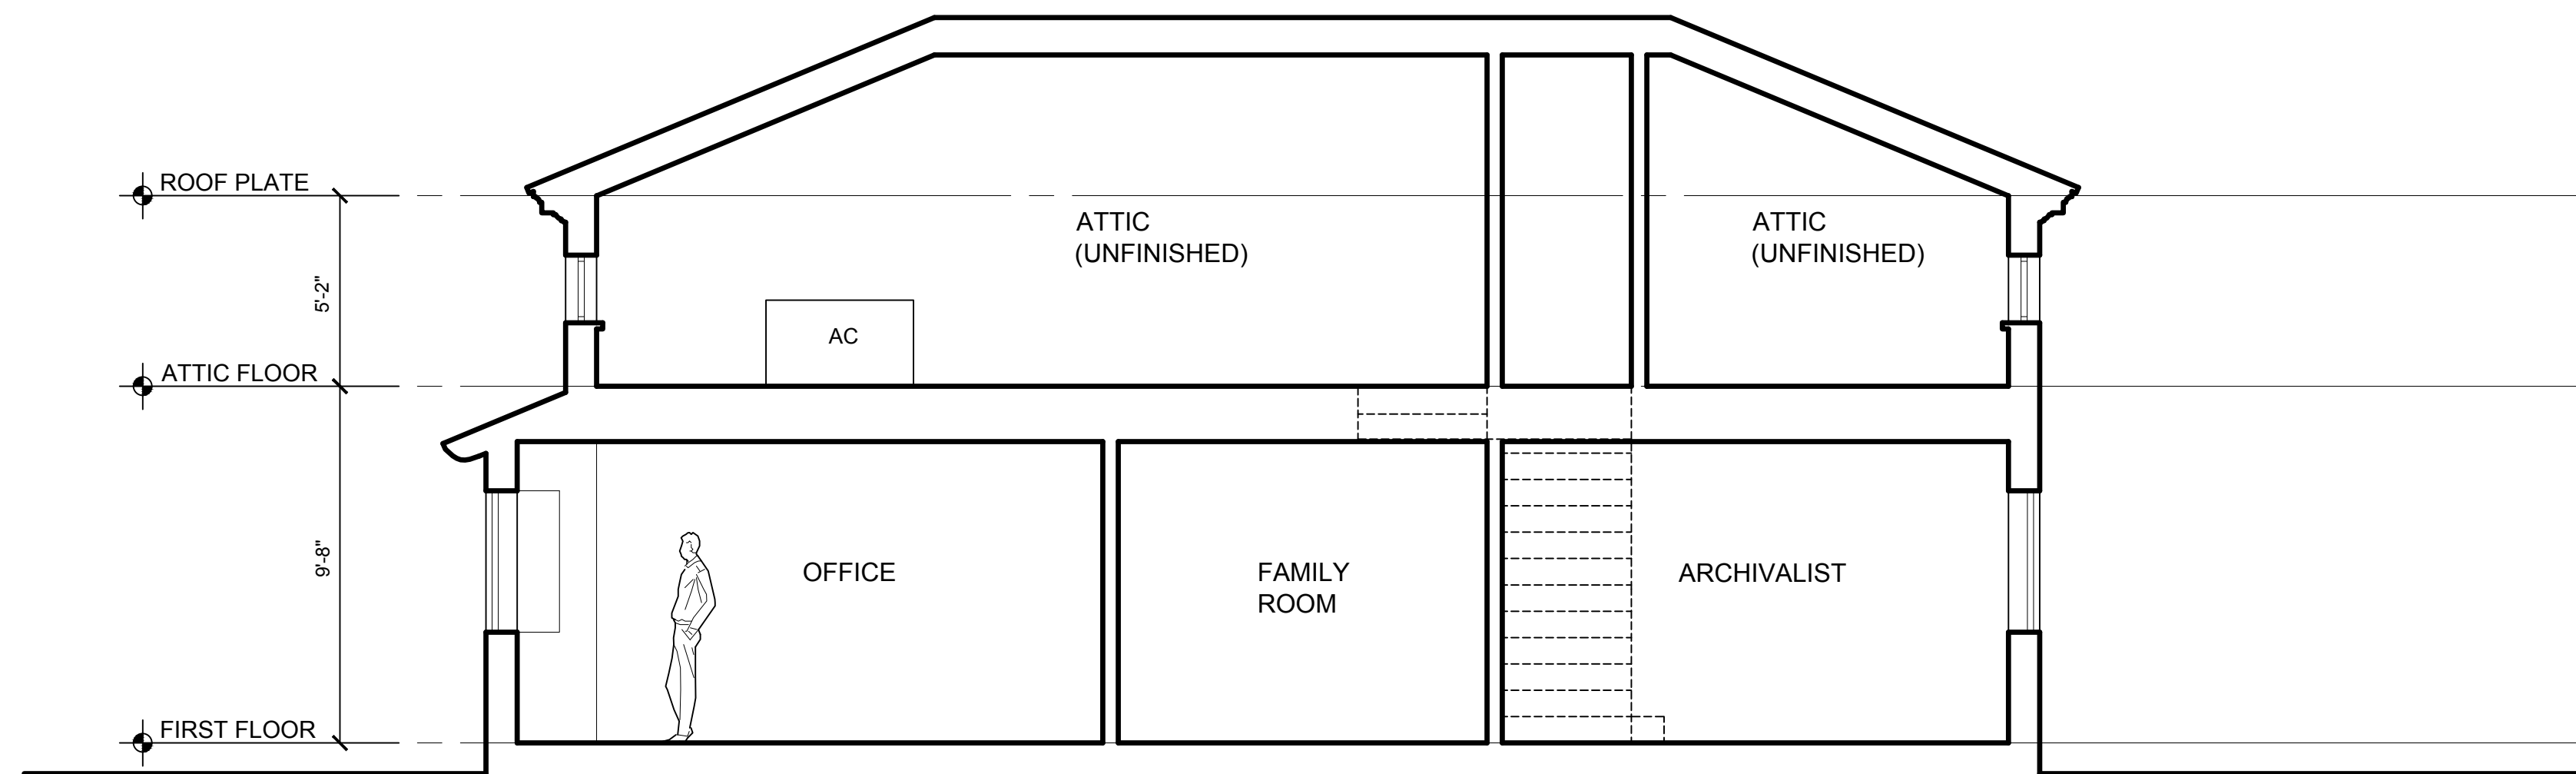 ROOF PLATE
ATTIC
(UNFINISHED)
ATTIC
(UNFINISHED)
5'-2"
AC
ATTIC FLOOR
9'-8"
OFFICE
FAMILY
ROOM
ARCHIVALIST
FIRST FLOOR